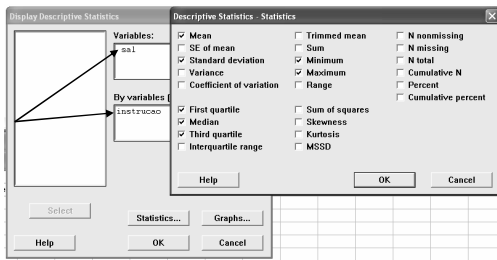 Display Descriptive Statisti
Variables:
sal
By variables [
instrucao
Select
Statistics...
Graphs...
Help
OK
Cancel
Descriptive Statistics - Statistics
Mean
SE of mean
Standard deviation
Variance
Coefficient of variation
First quartile
Median
Third quartile
Interquartile range
Trimmed mean
Sum
Minimum
Maximum
Range
Sum of squares
Skewness
Kurtosis
MSSD
N nonmissing
N missing
N total
Cumulative N
Percent
Cumulative percent
Help
OK
Cancel